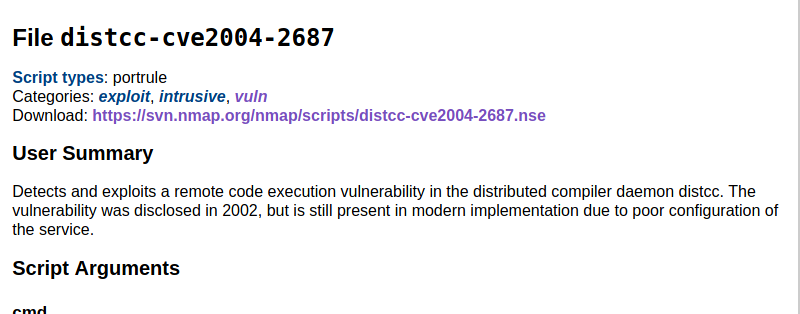 File distcc-cve2004-2687
Script types: portrule
Categories: exploit, intrusive, vuln
Download: https://svn.nmap.org/nmap/scripts/distcc-cve2004-2687.nse
User Summary
Detects and exploits a remote code execution vulnerability in the distributed compiler daemon distcc. The
vulnerability was disclosed in 2002, but is still present in modern implementation due to poor configuration of
the service.
Script Arguments
cmd